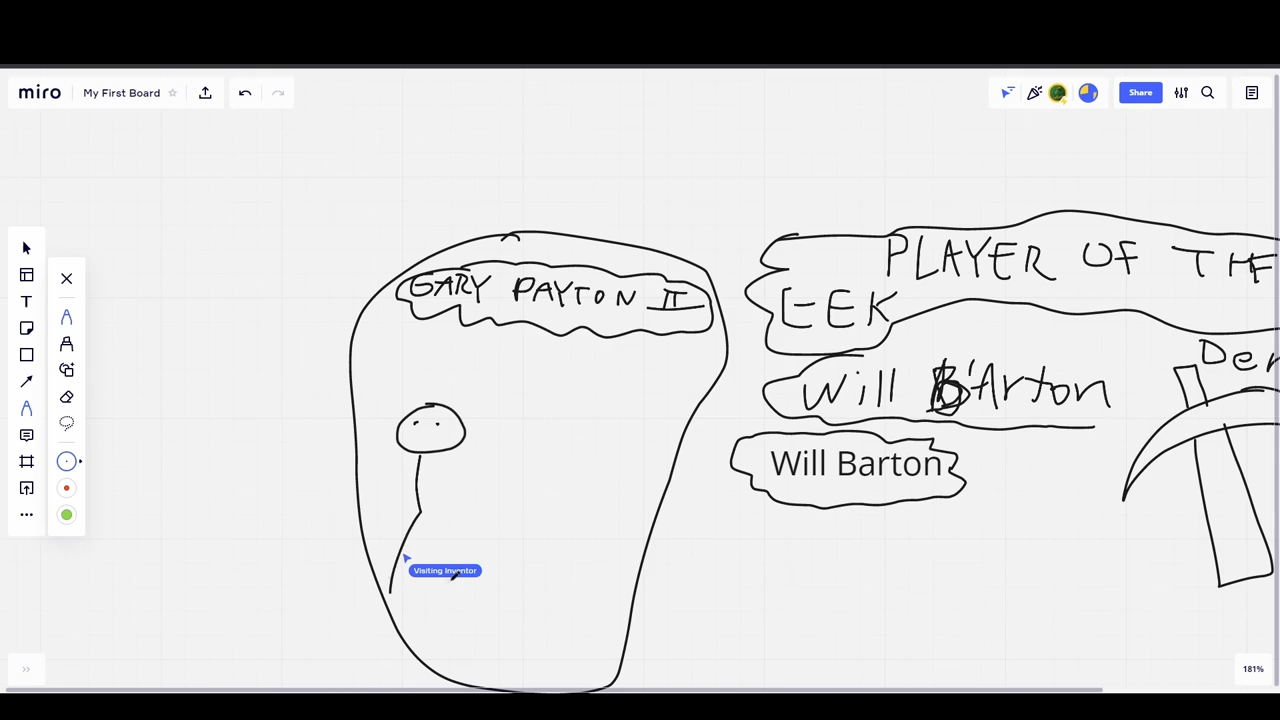 miro
My First Board
Share
GARY PAYTON II
PLAYER OF THE
EEK
Will B'Arton
Der
Will Barton
Visiting Inventor
181%